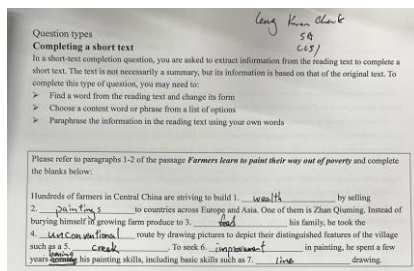 Leng Kwan Chark
5A
Question types
Completing a short text
In a short-text completion question, you are asked to extract information from the reading text to complete a
short text. The text is not necessarily a summary, but its information is based on that of the original text. To
complete this type of question, you may need to:
➤ Find a word from the reading text and change its form
➤ Choose a content word or phrase from a list of options
➤ Paraphrase the information in the reading text using your own words
Please refer to paragraphs 1-2 of the passage Farmers learn to paint their way out of poverty and complete
the blanks below:
Hundreds of farmers in Central China are striving to build 1. wealth by selling
2. paintings to countries across Europe and Asia. One of them is Zhan Qiuming. Instead of
burying himself in growing farm produce to 3. feed his family, he took the
4. unconventional route by drawing pictures to depict their distinguished features of the village
such as a 5. creek. To seek 6. improvement in painting, he spent a few
years honing his painting skills, including basic skills such as 7. line drawing.